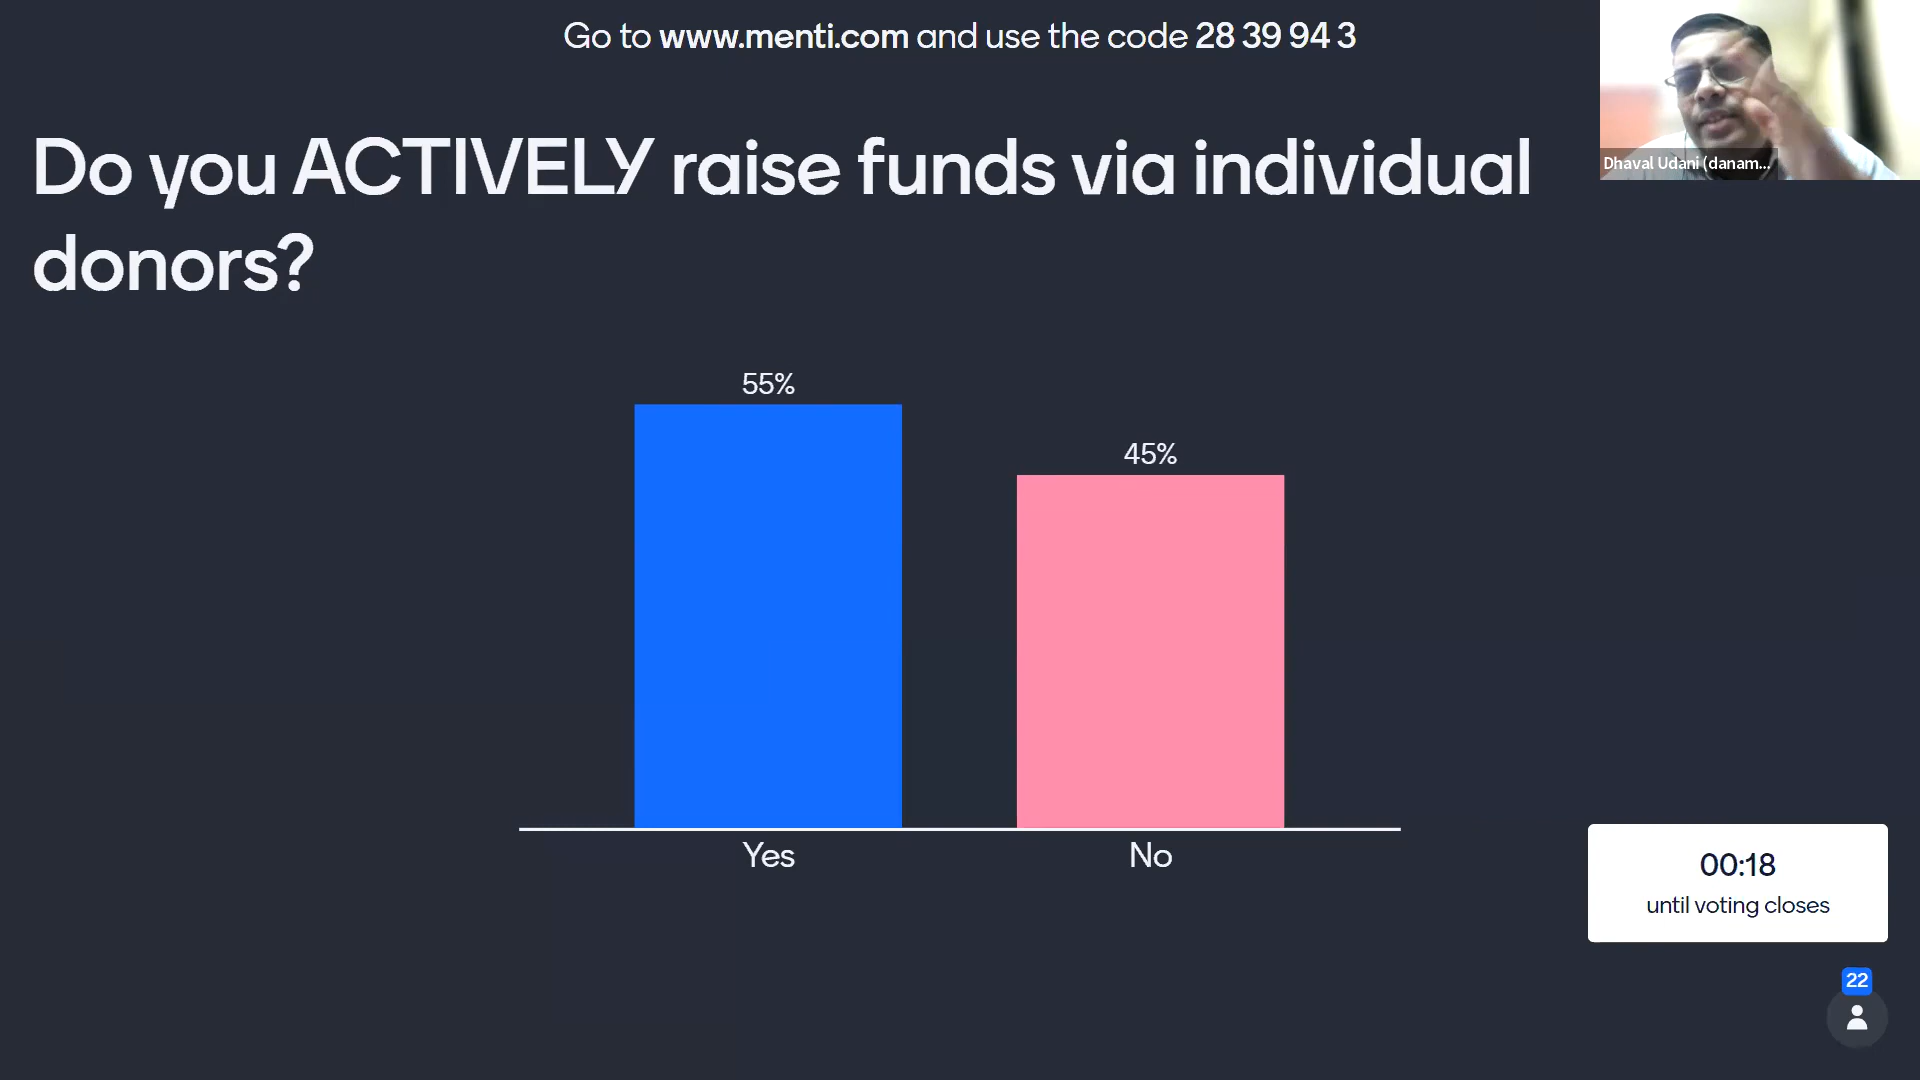 Go to www.menti.com and use the code 28 39 94 3
Dhaval Udani (danam...
Do you ACTIVELY raise funds via individual
donors?
55%
45%
Yes
No
00:18
until voting closes
22